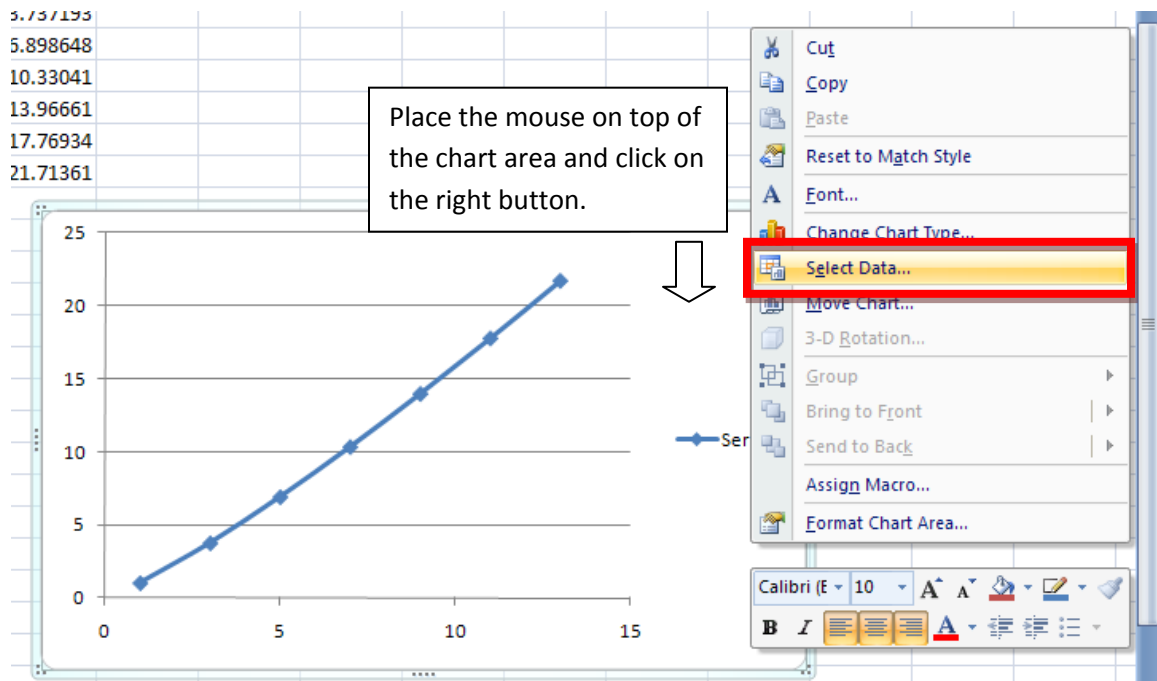 3.737193
6.898648
10.33041
13.96661
17.76934
21.71361
Place the mouse on top of
the chart area and click on
the right button.
25
20
15
10
5
0
0 5 10 15
Ser
Cut
Copy
Paste
Reset to Match Style
Font...
Change Chart Type...
Select Data...
Move Chart...
3-D Rotation...
Group
Bring to Front
Send to Back
Assign Macro...
Format Chart Area...
Calibri (E 10 A A
B I A